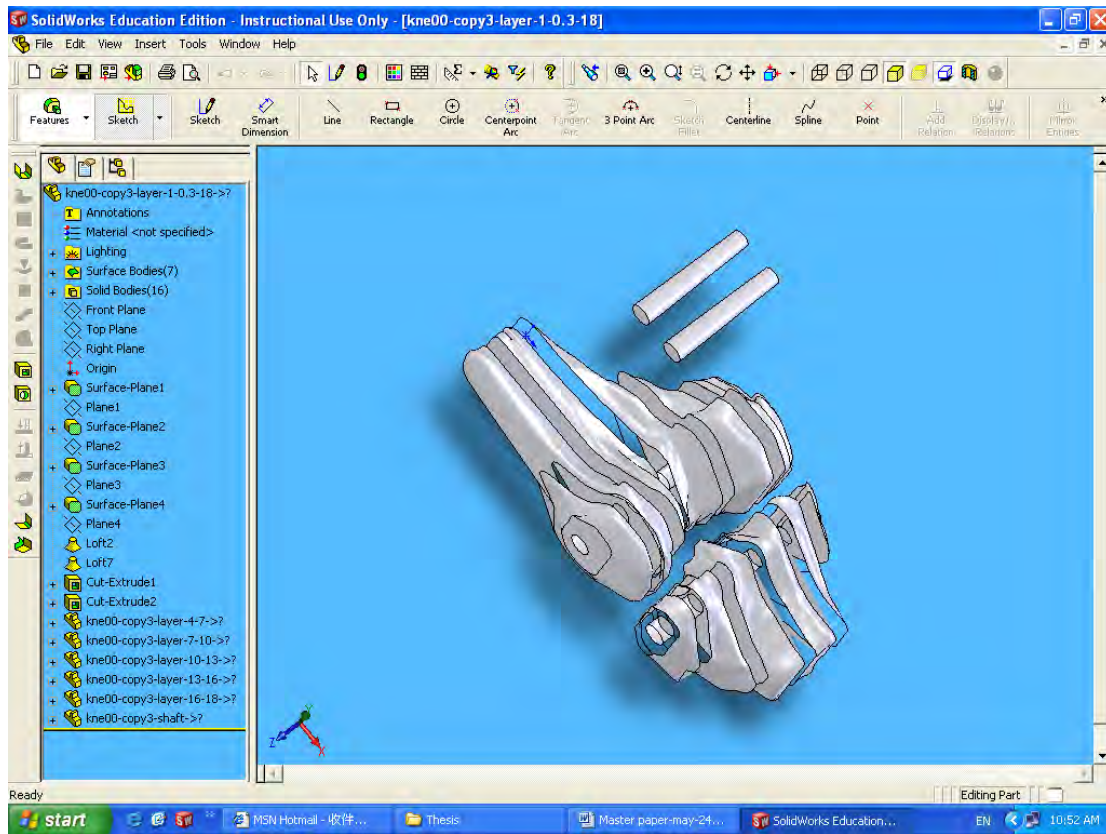 SolidWorks Education Edition - Instructional Use Only - [kne00-copy3-layer-1-0.3-18]
File Edit View Insert Tools Window Help
Features Sketch Sketch Smart Dimension Line Rectangle Circle Centerpoint Arc Tangent Arc 3 Point Arc Sketch Fillet Centerline Spline Point Add Relation Display/... Relations Mirror Entities
kne00-copy3-layer-1-0.3-18->?
Annotations
Material <not specified>
Lighting
Surface Bodies(7)
Solid Bodies(16)
Front Plane
Top Plane
Right Plane
Origin
Surface-Plane1
Plane1
Surface-Plane2
Plane2
Surface-Plane3
Plane3
Surface-Plane4
Plane4
Loft2
Loft7
Cut-Extrude1
Cut-Extrude2
kne00-copy3-layer-4-7->?
kne00-copy3-layer-7-10->?
kne00-copy3-layer-10-13->?
kne00-copy3-layer-13-16->?
kne00-copy3-layer-16-18->?
kne00-copy3-shaft->?
Z X
Ready
Editing Part
start MSN Hotmail - 收件... Thesis Master paper-may-24... SolidWorks Education... EN 10:52 AM